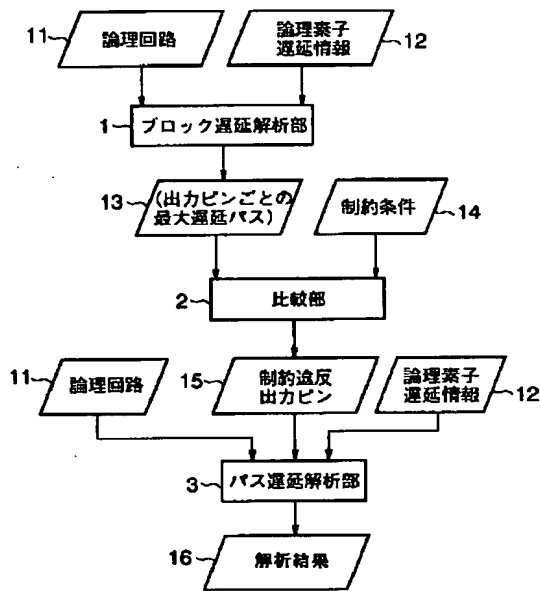 11
論理回路
論理素子
遅延情報
12
1
ブロック遅延解析部
13
(出力ピンごとの
最大遅延パス)
制約条件
14
2
比較部
11
論理回路
15
制約違反
出力ピン
論理素子
遅延情報
12
3
パス遅延解析部
16
解析結果